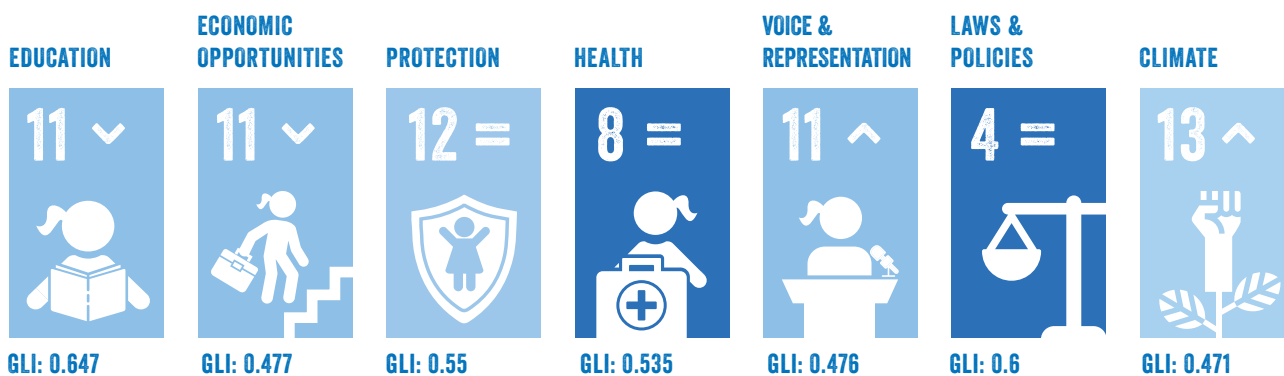 EDUCATION
ECONOMIC
OPPORTUNITIES
PROTECTION
HEALTH
VOICE &
REPRESENTATION
LAWS &
POLICIES
CLIMATE
11
11
12 =
8 =
11
4 =
13
GLI: 0.647
GLI: 0.477
GLI: 0.55
GLI: 0.535
GLI: 0.476
GLI: 0.6
GLI: 0.471